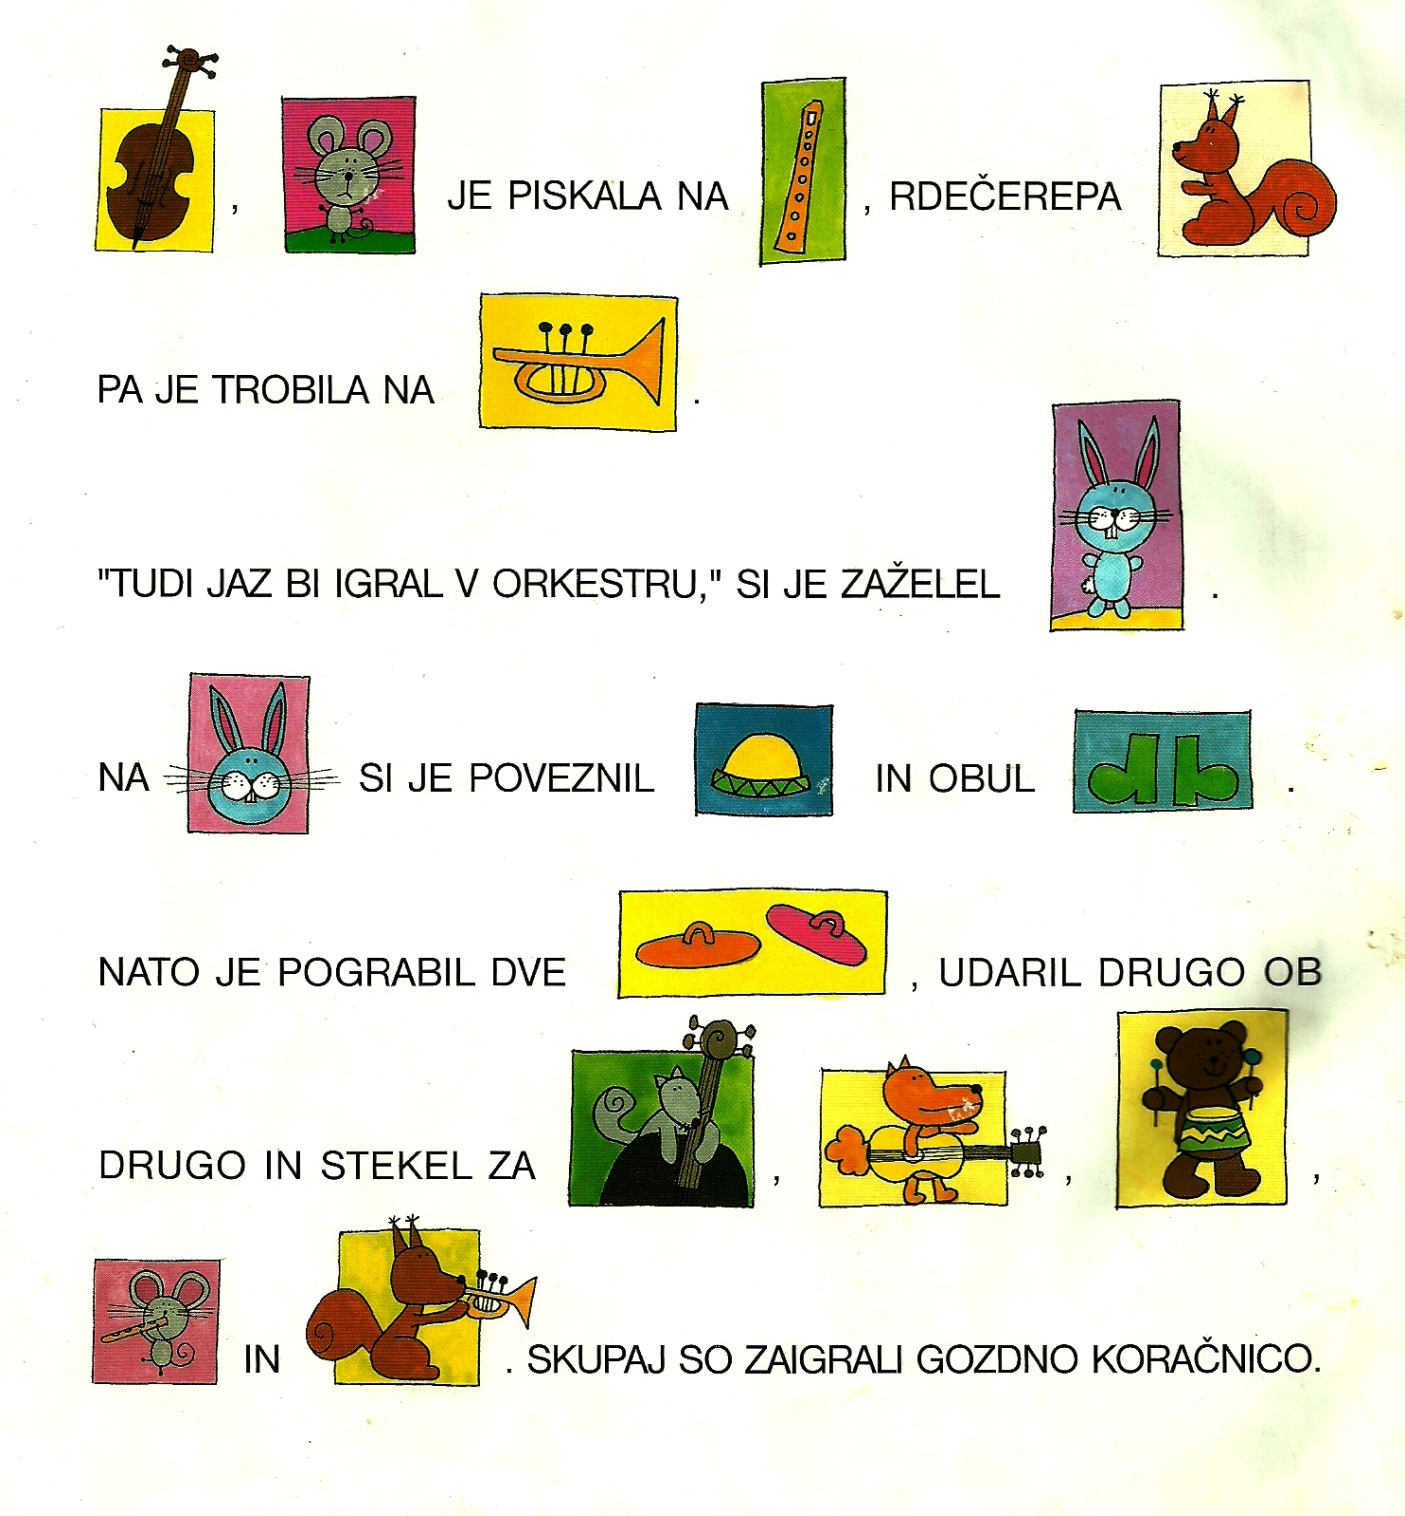 , JE PISKALA NA , RDEČEREPA
PA JE TROBILA NA .
"TUDI JAZ BI IGRAL V ORKESTRU," SI JE ZAŽELEL .
NA SI JE POVEZNIL IN OBUL .
NATO JE POGRABIL DVE , UDARIL DRUGO OB
DRUGO IN STEKEL ZA , , ,
IN . SKUPAJ SO ZAIGRALI GOZDNO KORAČNICO.